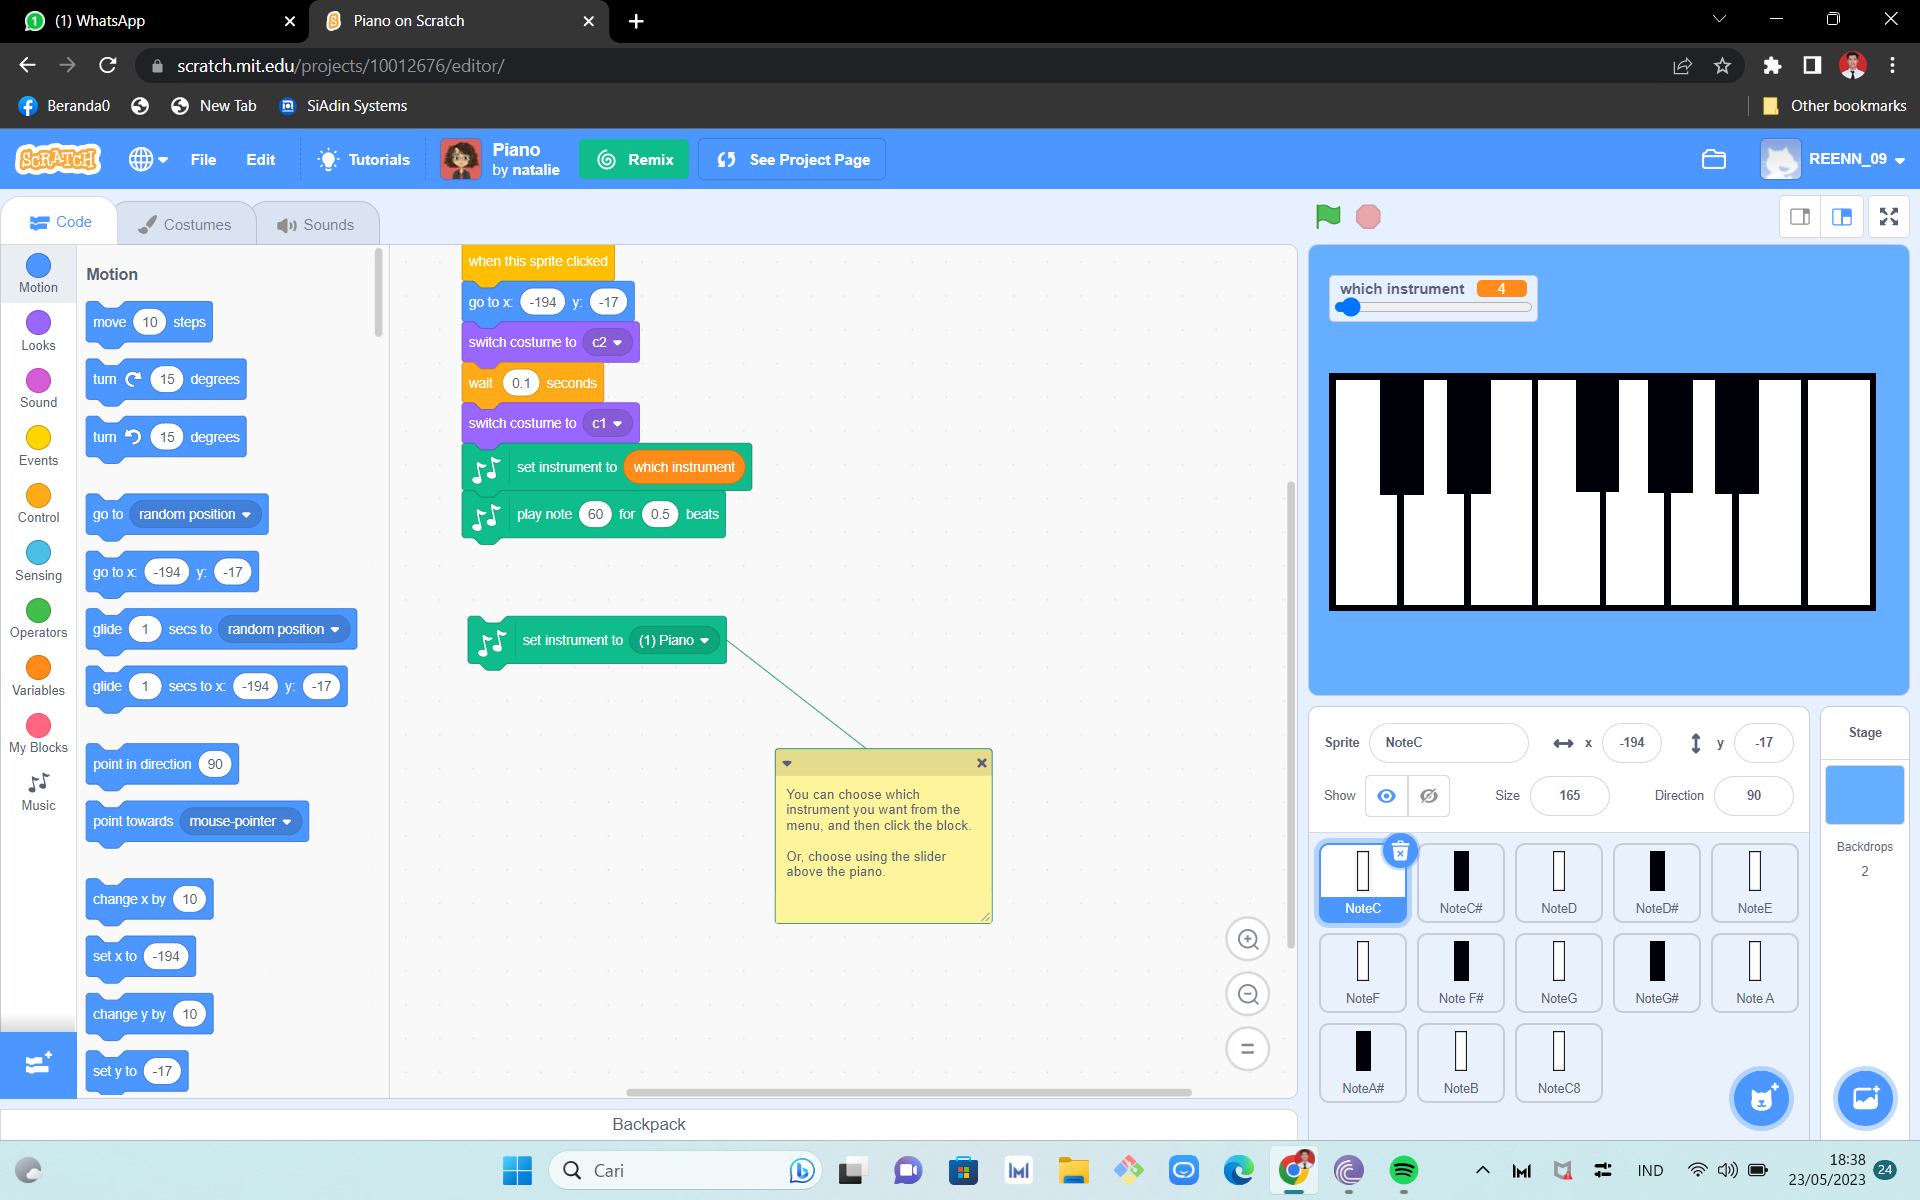 (1) WhatsApp
Piano on Scratch
scratch.mit.edu/projects/10012676/editor/
Beranda0
New Tab
SiAdin Systems
Other bookmarks
SCRATCH
File
Edit
Tutorials
Piano
by natalie
Remix
See Project Page
REENN_09
Code
Costumes
Sounds
Motion
Looks
Sound
Events
Control
Sensing
Operators
Variables
My Blocks
Music
Motion
move 10 steps
turn 15 degrees
turn 15 degrees
go to random position
go to x: -194 y: -17
glide 1 secs to random position
glide 1 secs to x: -194 y: -17
point in direction 90
point towards mouse-pointer
change x by 10
set x to -194
change y by 10
set y to -17
when this sprite clicked
go to x: -194 y: -17
switch costume to c2
wait 0.1 seconds
switch costume to c1
set instrument to which instrument
play note 60 for 0.5 beats
set instrument to (1) Piano
You can choose which
instrument you want from the
menu, and then click the block.
Or, choose using the slider
above the piano.
Backpack
which instrument 4
Sprite NoteC x -194 y -17
Show Size 165 Direction 90
NoteC
NoteC#
NoteD
NoteD#
NoteE
NoteF
Note F#
NoteG
NoteG#
Note A
NoteA#
NoteB
NoteC8
Stage
Backdrops
2
Cari
IND
18:38
23/05/2023
24